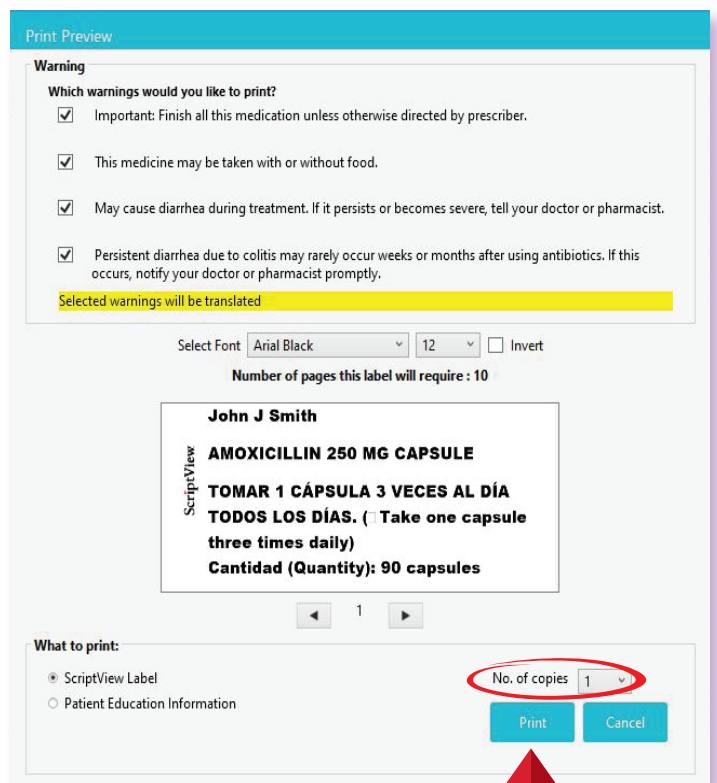 Print Preview
Warning
Which warnings would you like to print?
Important: Finish all this medication unless otherwise directed by prescriber.
This medicine may be taken with or without food.
May cause diarrhea during treatment. If it persists or becomes severe, tell your doctor or pharmacist.
Persistent diarrhea due to colitis may rarely occur weeks or months after using antibiotics. If this
occurs, notify your doctor or pharmacist promptly.
Selected warnings will be translated
Select Font Arial Black 12 Invert
Number of pages this label will require : 10
ScriptView
John J Smith
AMOXICILLIN 250 MG CAPSULE
TOMAR 1 CÁPSULA 3 VECES AL DÍA
TODOS LOS DÍAS. (□ Take one capsule
three times daily)
Cantidad (Quantity): 90 capsules
1
What to print:
ScriptView Label
No. of copies 1
Patient Education Information
Print Cancel